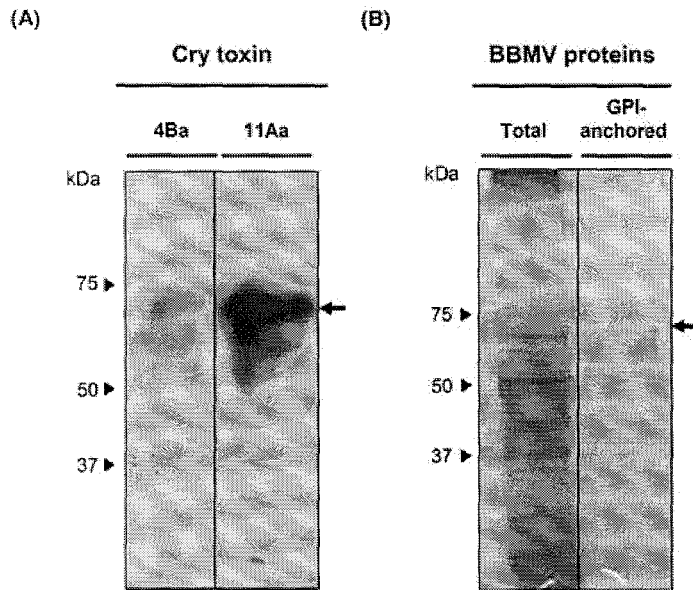 (A)
Cry toxin
4Ba 11Aa
kDa
75
50
37
(B)
BBMV proteins
Total GPI-anchored
kDa
75
50
37